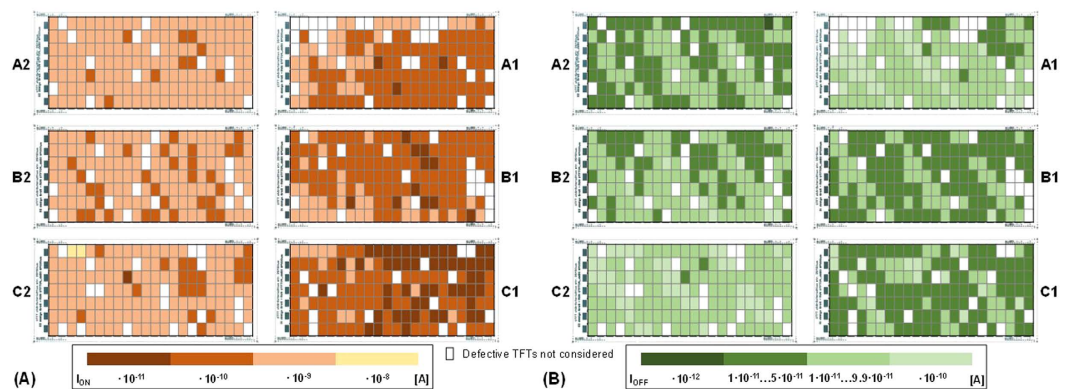 A2
A1
A2
A1
B2
B1
B2
B1
C2
C1
C2
C1
Defective TFTs not considered
(A)
I_ON ·10⁻¹¹ ·10⁻¹⁰ ·10⁻⁹ ·10⁻⁸ [A]
(B)
I_OFF ·10⁻¹² 1·10⁻¹¹…5·10⁻¹¹ 1·10⁻¹¹…9.9·10⁻¹¹ ·10⁻¹⁰ [A]